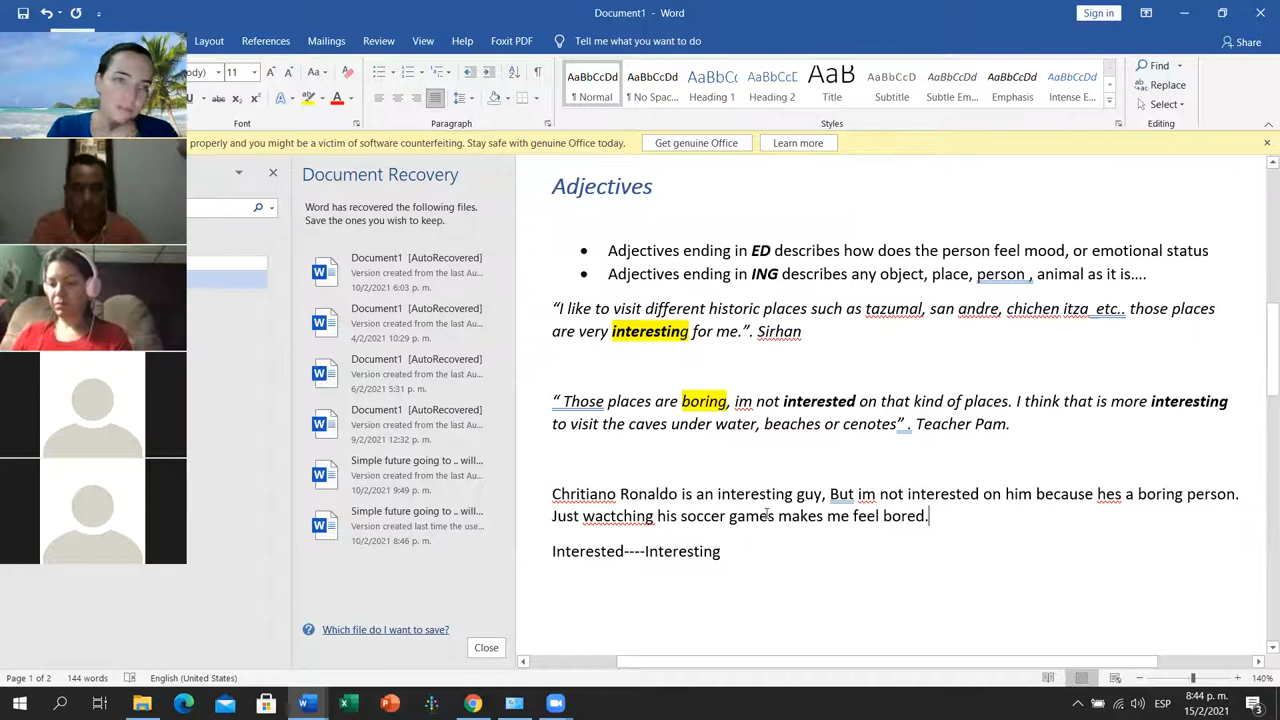 Document1 - Word
Sign in
Layout References Mailings Review View Help Foxit PDF Tell me what you want to do
Share
11 Aa
AaBbCcDd AaBbCcDd AaBbC AaBbCcD AaB AaBbCcDd AaBbCcDd AaBbCcDd AaBbCcDd
¶ Normal ¶ No Spac... Heading 1 Heading 2 Title Subtitle Subtle Em... Emphasis Intense E...
Find
Replace
Select
abc X₂ X²
Font Paragraph Styles Editing
properly and you might be a victim of software counterfeiting. Stay safe with genuine Office today. Get genuine Office Learn more
Document Recovery
Word has recovered the following files.
Save the ones you wish to keep.
Document1 [AutoRecovered]
Version created from the last Au...
10/2/2021 6:03 p. m.
Document1 [AutoRecovered]
Version created from the last Au...
4/2/2021 10:29 p. m.
Document1 [AutoRecovered]
Version created from the last Au...
6/2/2021 5:31 p. m.
Document1 [AutoRecovered]
Version created from the last Au...
9/2/2021 12:32 p. m.
Simple future going to .. will...
Version created from the last Au...
10/2/2021 9:49 p. m.
Simple future going to .. will...
Version created last time the use...
10/2/2021 8:46 p. m.
Which file do I want to save?
Close
Adjectives
• Adjectives ending in ED describes how does the person feel mood, or emotional status
• Adjectives ending in ING describes any object, place, person , animal as it is....
“I like to visit different historic places such as tazumal, san andre, chichen itza etc.. those places
are very interesting for me.”. Sirhan
“ Those places are boring, im not interested on that kind of places. I think that is more interesting
to visit the caves under water, beaches or cenotes” . Teacher Pam.
Chritiano Ronaldo is an interesting guy, But im not interested on him because hes a boring person.
Just wactching his soccer games makes me feel bored.
Interested----Interesting
Page 1 of 2 144 words English (United States) 140%
ESP 8:44 p. m.
15/2/2021
3